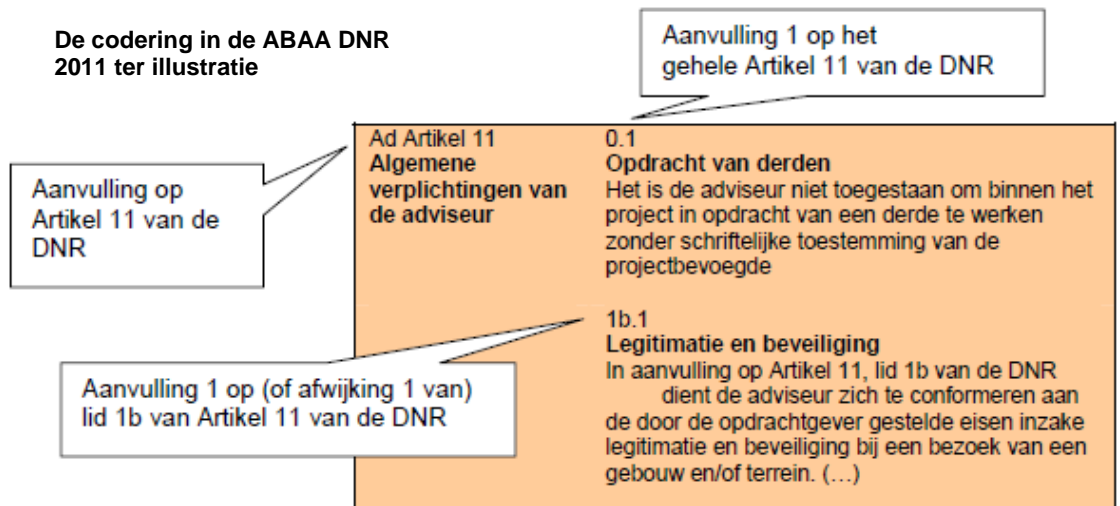 De codering in de ABAA DNR
2011 ter illustratie
Aanvulling 1 op het
gehele Artikel 11 van de DNR
Aanvulling op
Artikel 11 van de
DNR
Ad Artikel 11
Algemene
verplichtingen van
de adviseur
0.1
Opdracht van derden
Het is de adviseur niet toegestaan om binnen het
project in opdracht van een derde te werken
zonder schriftelijke toestemming van de
projectbevoegde
Aanvulling 1 op (of afwijking 1 van)
lid 1b van Artikel 11 van de DNR
1b.1
Legitimatie en beveiliging
In aanvulling op Artikel 11, lid 1b van de DNR
dient de adviseur zich te conformeren aan
de door de opdrachtgever gestelde eisen inzake
legitimatie en beveiliging bij een bezoek van een
gebouw en/of terrein. (…)